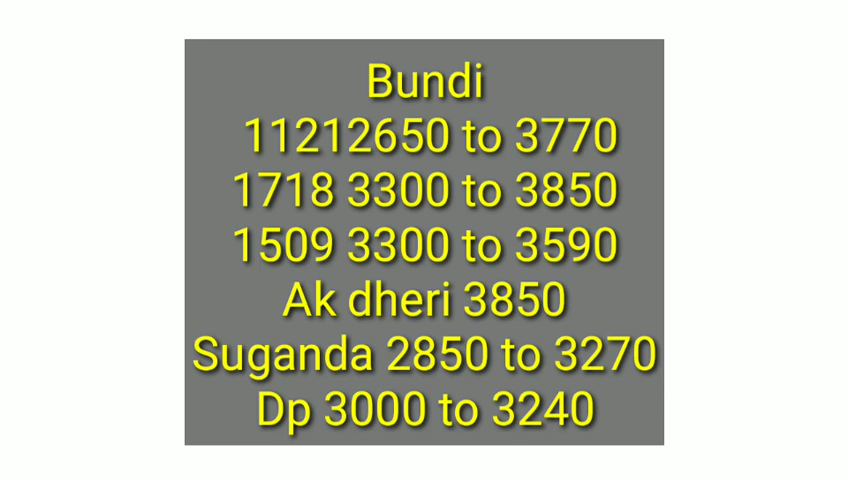 Bundi
11212650 to 3770
1718 3300 to 3850
1509 3300 to 3590
Ak dheri 3850
Suganda 2850 to 3270
Dp 3000 to 3240